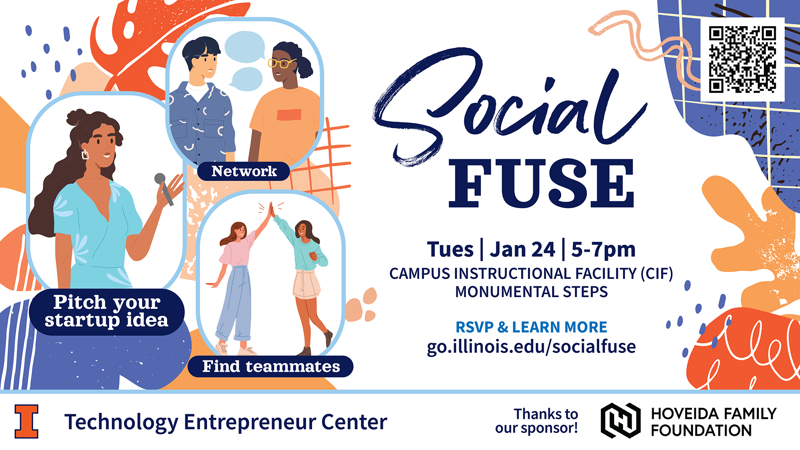 Network
Pitch your
startup idea
Find teammates
Social
FUSE
Tues | Jan 24 | 5-7pm
CAMPUS INSTRUCTIONAL FACILITY (CIF)
MONUMENTAL STEPS
RSVP & LEARN MORE
go.illinois.edu/socialfuse
I
Technology Entrepreneur Center
Thanks to
our sponsor!
HOVEIDA FAMILY
FOUNDATION